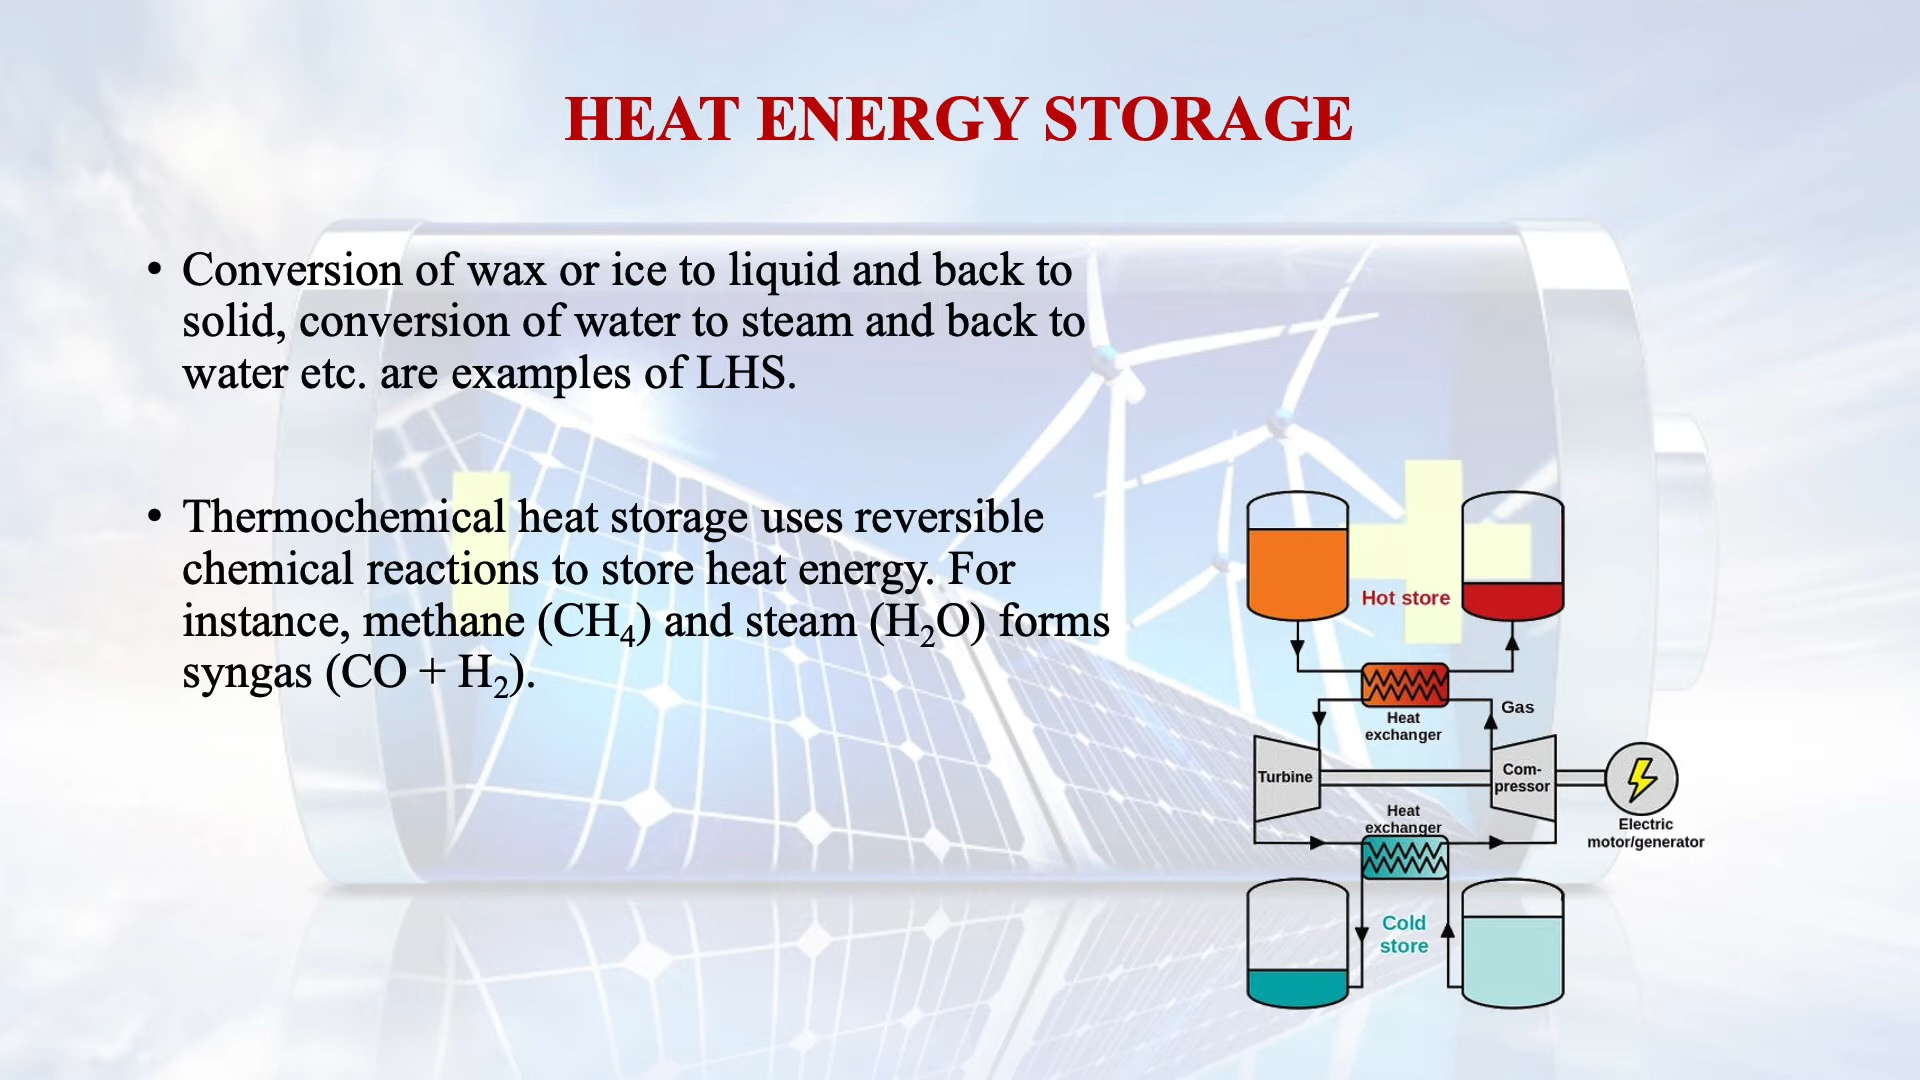 HEAT ENERGY STORAGE
• Conversion of wax or ice to liquid and back to
solid, conversion of water to steam and back to
water etc. are examples of LHS.
• Thermochemical heat storage uses reversible
chemical reactions to store heat energy. For
instance, methane (CH₄) and steam (H₂O) forms
syngas (CO + H₂).
Hot store
Gas
Heat
exchanger
Turbine
Com-
pressor
Heat
exchanger
Electric
motor/generator
Cold
store